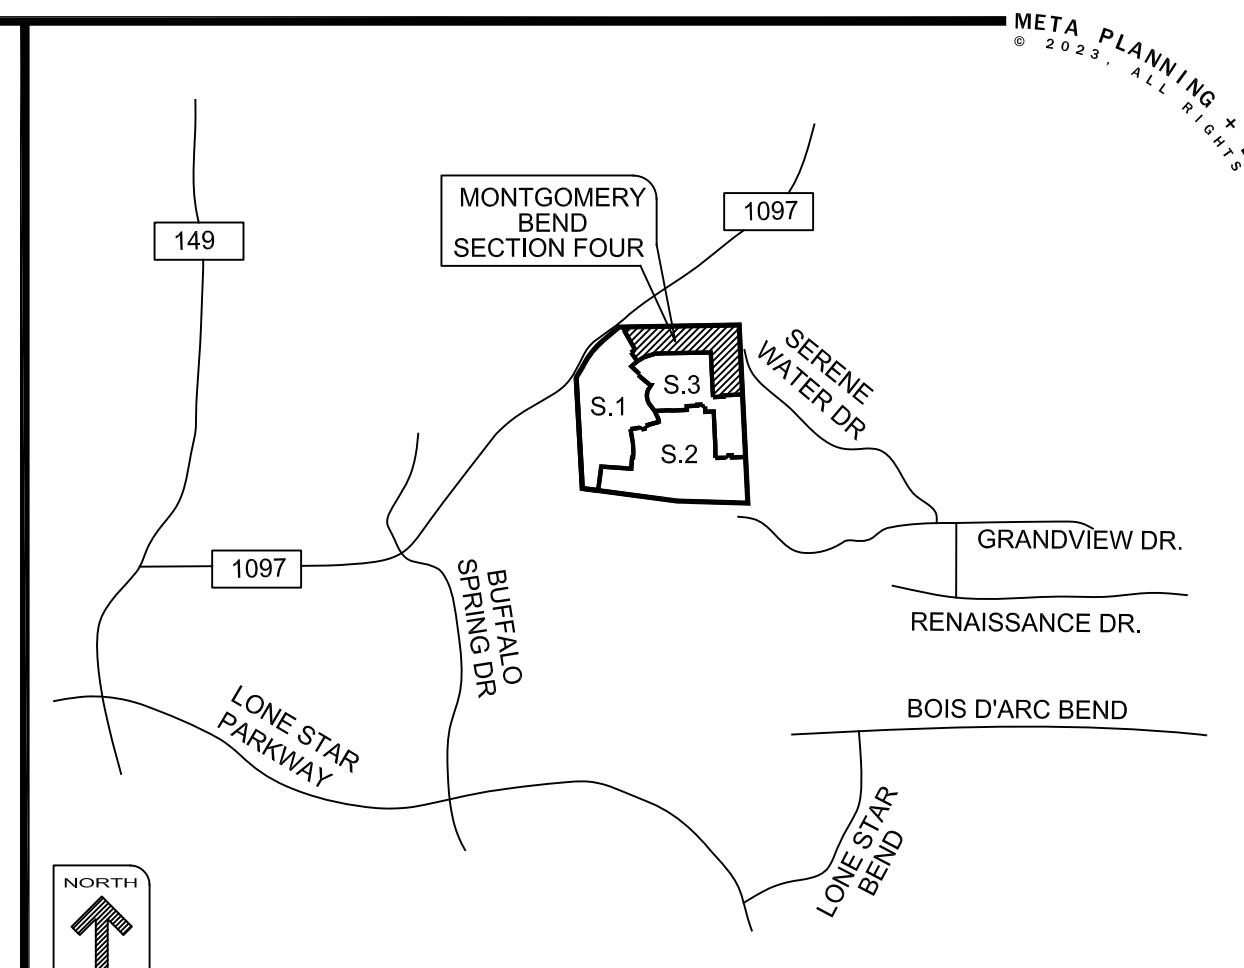 META PLANNING +
© 2023, ALL RIGHTS
MONTGOMERY
BEND
SECTION FOUR
1097
149
SERENE
WATER DR
S.3
S.1
S.2
GRANDVIEW DR.
1097
BUFFALO
SPRING DR
RENAISSANCE DR.
LONE STAR
PARKWAY
BOIS D'ARC BEND
LONE STAR
BEND
NORTH